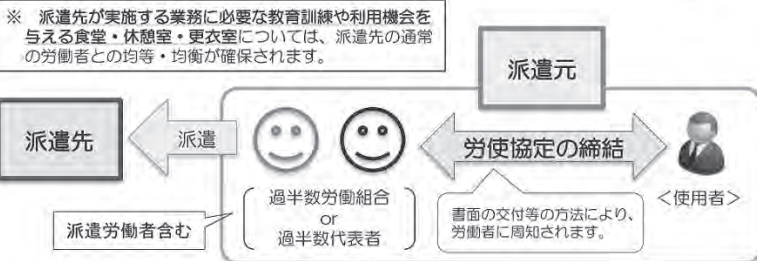 ※ 派遣先が実施する業務に必要な教育訓練や利用機会を
与える食堂・休憩室・更衣室については、派遣先の通常
の労働者との均等・均衡が確保されます。
派遣元
派遣先
派遣
労使協定の締結
＜使用者＞
過半数労働組合
or
過半数代表者
派遣労働者含む
書面の交付等の方法により、
労働者に周知されます。